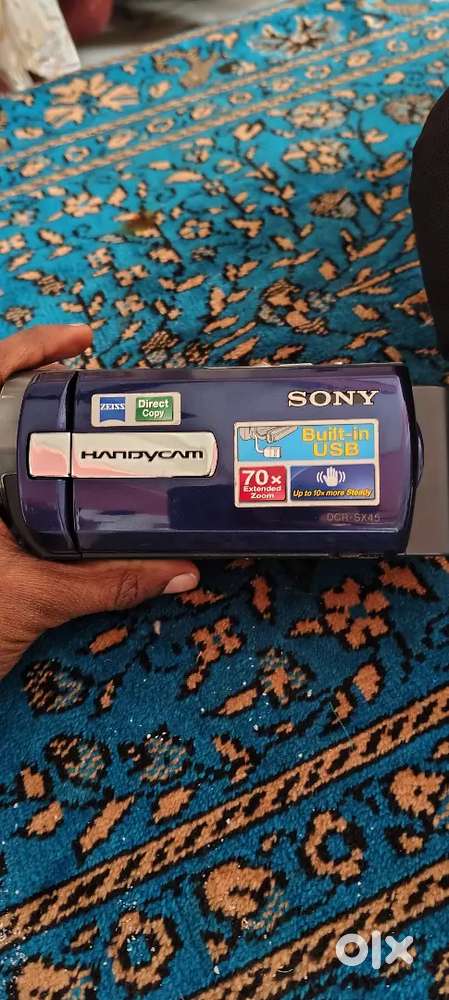 ZEISS
Direct
Copy
SONY
HANDYCAM
Built-in
USB
70x
Extended
Zoom
Up to 10x more Steady
DCR-SX45
olx